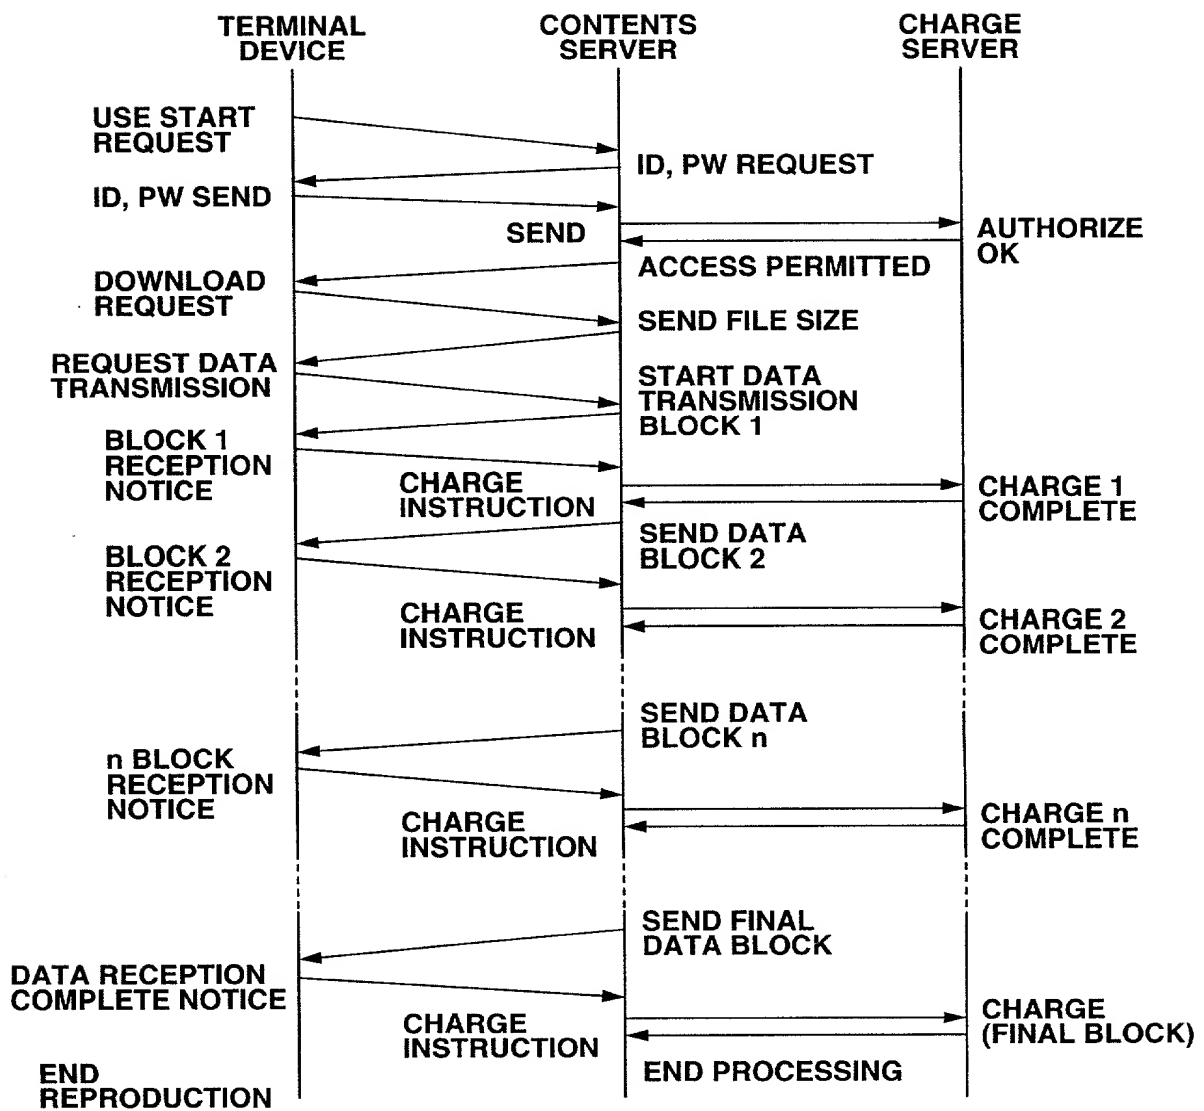 TERMINAL
DEVICE
CONTENTS
SERVER
CHARGE
SERVER
USE START
REQUEST
ID, PW REQUEST
ID, PW SEND
SEND
AUTHORIZE
OK
ACCESS PERMITTED
DOWNLOAD
REQUEST
SEND FILE SIZE
REQUEST DATA
TRANSMISSION
START DATA
TRANSMISSION
BLOCK 1
BLOCK 1
RECEPTION
NOTICE
CHARGE
INSTRUCTION
CHARGE 1
COMPLETE
SEND DATA
BLOCK 2
BLOCK 2
RECEPTION
NOTICE
CHARGE
INSTRUCTION
CHARGE 2
COMPLETE
SEND DATA
BLOCK n
n BLOCK
RECEPTION
NOTICE
CHARGE
INSTRUCTION
CHARGE n
COMPLETE
SEND FINAL
DATA BLOCK
DATA RECEPTION
COMPLETE NOTICE
CHARGE
INSTRUCTION
CHARGE
(FINAL BLOCK)
END PROCESSING
END
REPRODUCTION